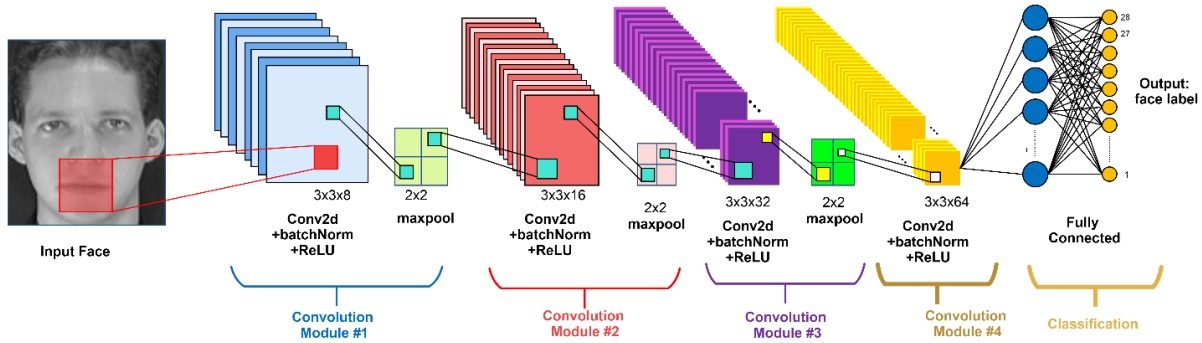 Input Face
3x3x8
Conv2d
+batchNorm
+ReLU
2x2
maxpool
Convolution
Module #1
3x3x16
Conv2d
+batchNorm
+ReLU
2x2
maxpool
Convolution
Module #2
3x3x32
Conv2d
+batchNorm
+ReLU
2x2
maxpool
Convolution
Module #3
3x3x64
Conv2d
+batchNorm
+ReLU
Convolution
Module #4
28
27
1
Output:
face label
Fully
Connected
Classification